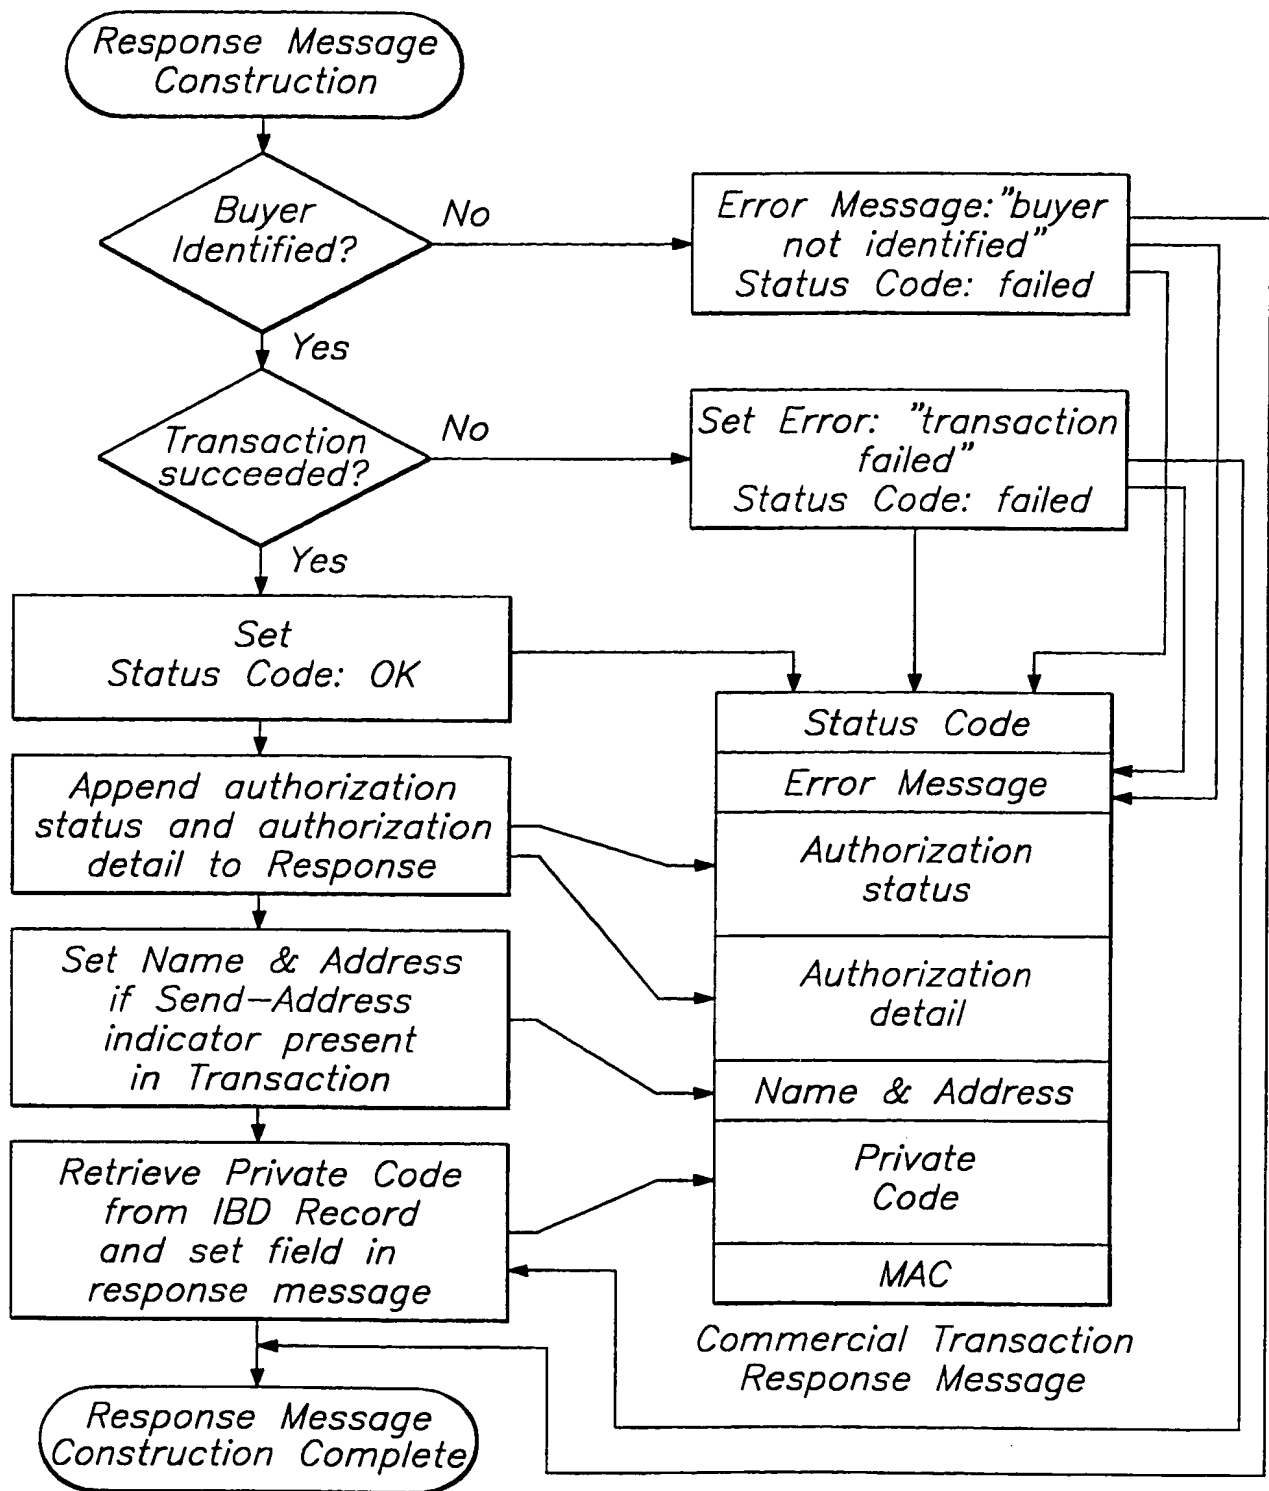 Response Message
Construction
Buyer
Identified?
No
Error Message:"buyer
not identified"
Status Code: failed
Yes
Transaction
succeeded?
No
Set Error: "transaction
failed"
Status Code: failed
Yes
Set
Status Code: OK
Append authorization
status and authorization
detail to Response
Set Name & Address
if Send-Address
indicator present
in Transaction
Retrieve Private Code
from IBD Record
and set field in
response message
Response Message
Construction Complete
Status Code
Error Message
Authorization
status
Authorization
detail
Name & Address
Private
Code
MAC
Commercial Transaction
Response Message